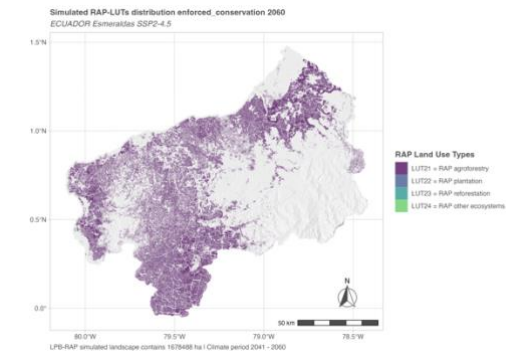 Simulated RAP-LUTs distribution enforced_conservation 2060
ECUADOR Esmeraldas SSP2-4.5
1.5°N
1.0°N
0.5°N
0.0°
80.0°W
79.5°W
79.0°W
78.5°W
N
50 km
RAP Land Use Types
LUT21 = RAP agroforestry
LUT22 = RAP plantation
LUT23 = RAP reforestation
LUT24 = RAP other ecosystems
LPB-RAP simulated landscape contains 1678488 ha | Climate period 2041 - 2060